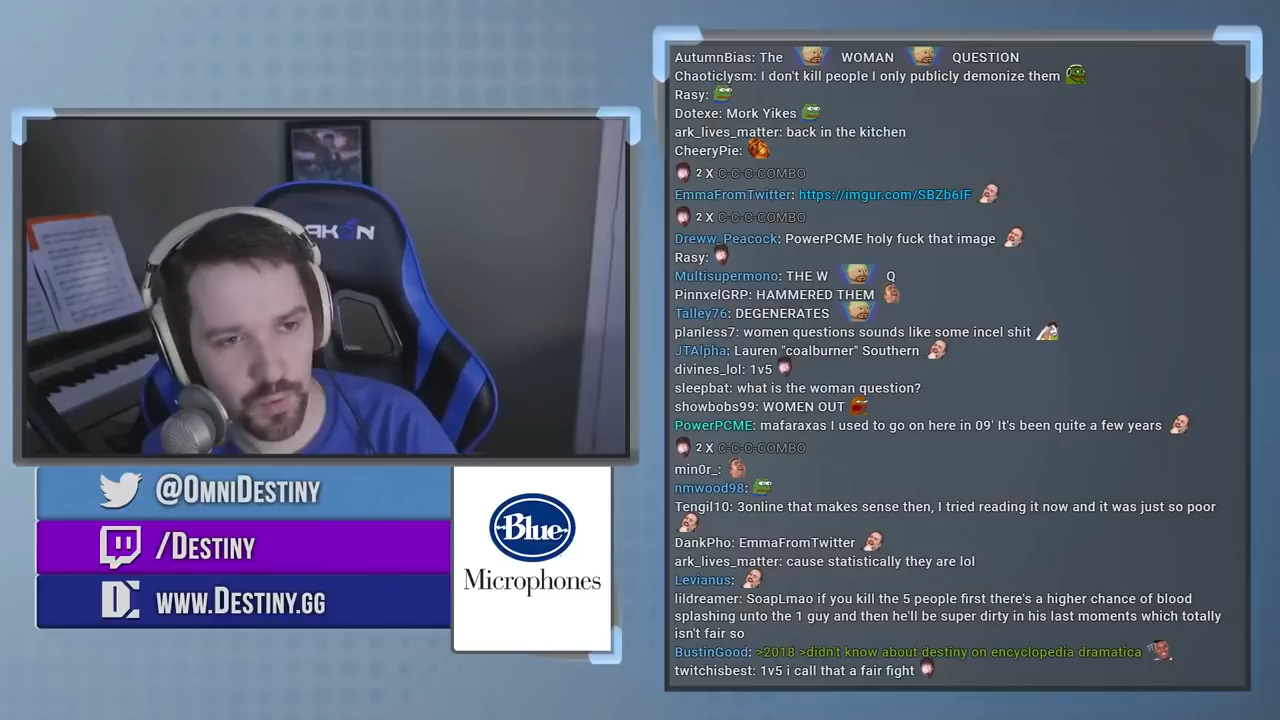 AKON
@OmniDestiny
/Destiny
www.Destiny.gg
Blue
Microphones
AutumnBias: The WOMAN QUESTION
Chaoticlysm: I don't kill people I only publicly demonize them
Rasy:
Dotexe: Mork Yikes
ark_lives_matter: back in the kitchen
CheeryPie:
2 X C-C-C-COMBO
EmmaFromTwitter: https://imgur.com/SBZb6IF
2 X C-C-C-COMBO
Dreww_Peacock: PowerPCME holy fuck that image
Rasy:
Multisupermono: THE W Q
PinnxelGRP: HAMMERED THEM
Talley76: DEGENERATES
planless7: women questions sounds like some incel shit
JTAlpha: Lauren "coalburner" Southern
divines_lol: 1v5
sleepbat: what is the woman question?
showbobs99: WOMEN OUT
PowerPCME: mafaraxas I used to go on here in 09' It's been quite a few years
2 X C-C-C-COMBO
min0r_:
nmwood98:
Tengil10: 3online that makes sense then, I tried reading it now and it was just so poor
DankPho: EmmaFromTwitter
ark_lives_matter: cause statistically they are lol
Levianus:
lildreamer: SoapLmao if you kill the 5 people first there's a higher chance of blood
splashing unto the 1 guy and then he'll be super dirty in his last moments which totally
isn't fair so
BustinGood: >2018 >didn't know about destiny on encyclopedia dramatica
twitchisbest: 1v5 i call that a fair fight